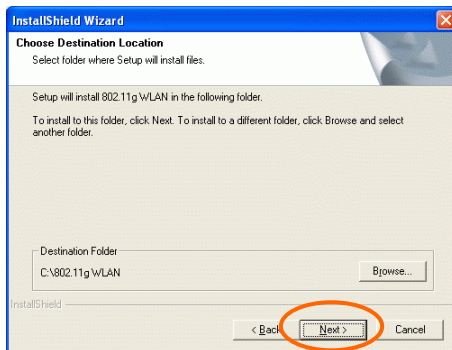 InstallShield Wizard
Choose Destination Location
Select folder where Setup will install files.
Setup will install 802.11g WLAN in the following folder.
To install to this folder, click Next. To install to a different folder, click Browse and select
another folder.
Destination Folder
C:\802.11g WLAN
Browse...
InstallShield
< Back
Next >
Cancel